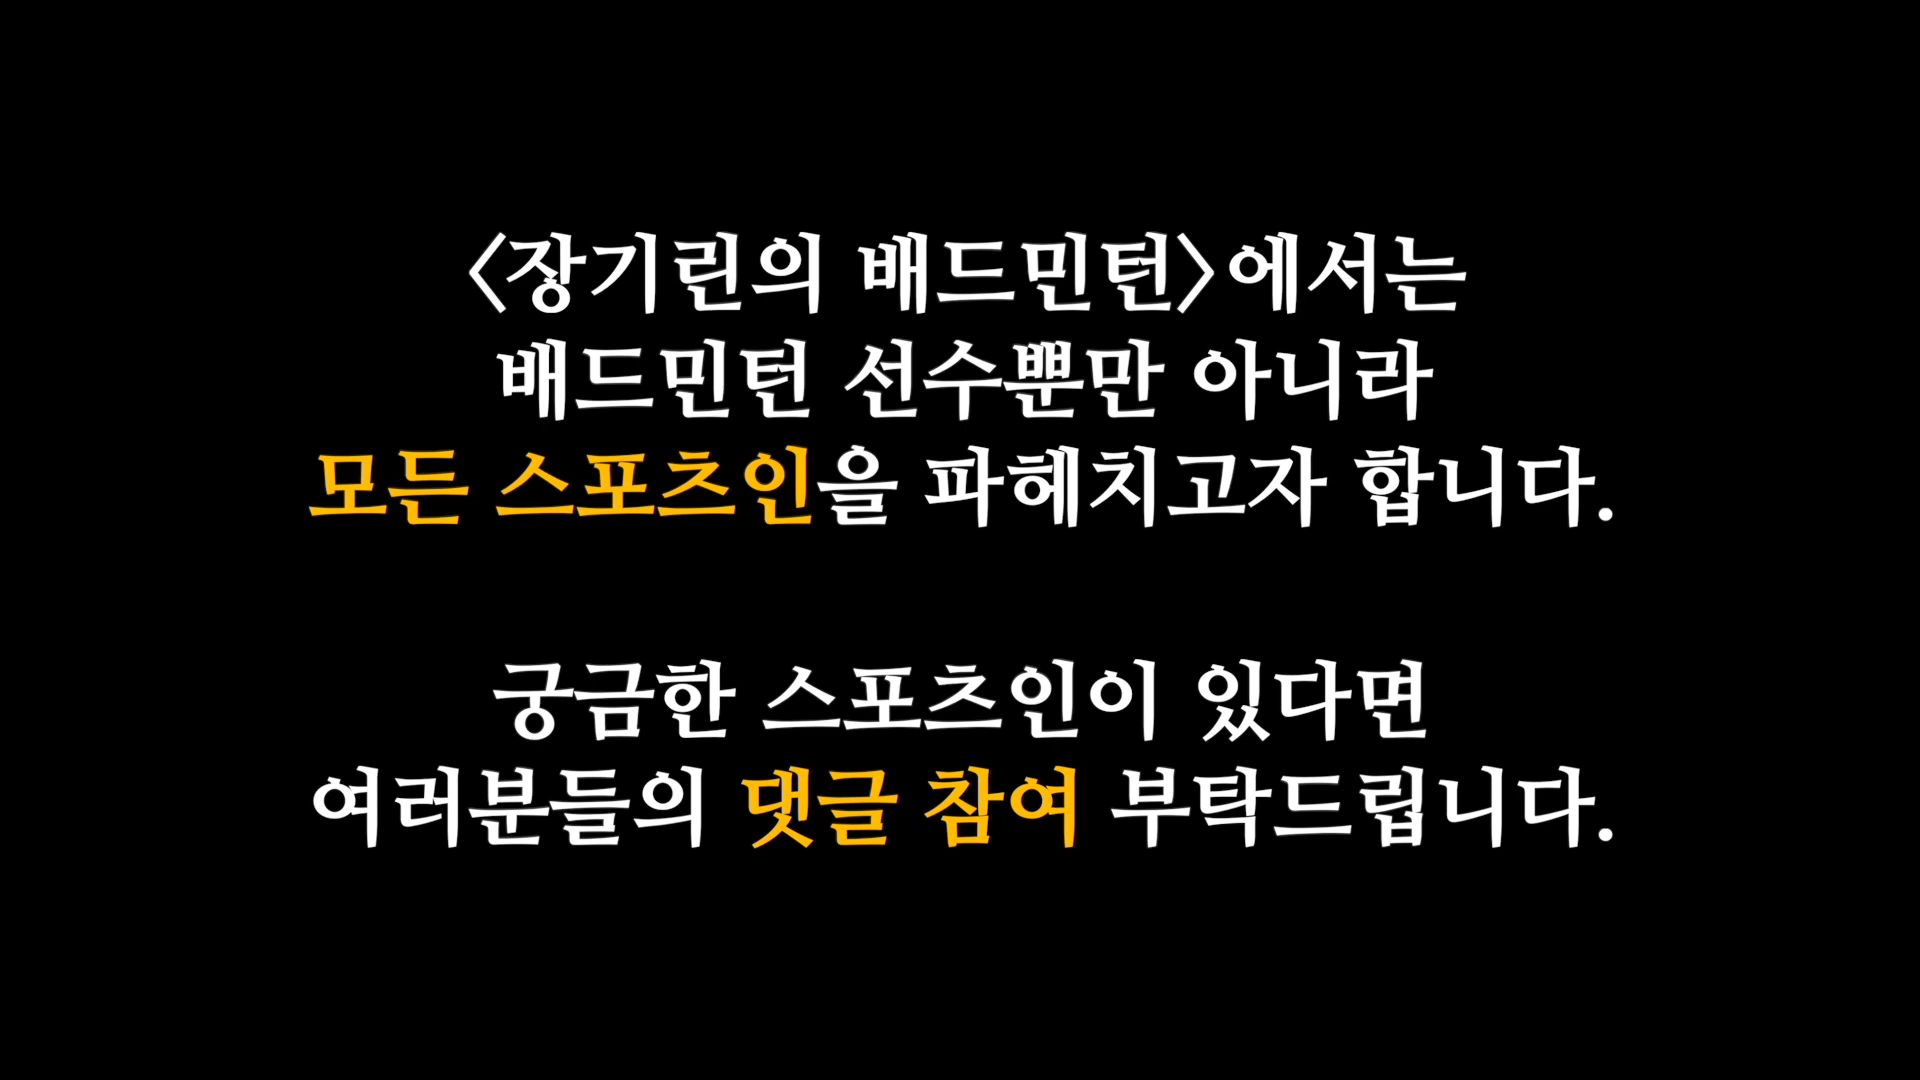 〈장기린의 배드민턴〉에서는
배드민턴 선수뿐만 아니라
모든 스포츠인을 파헤치고자 합니다.
궁금한 스포츠인이 있다면
여러분들의 댓글 참여 부탁드립니다.